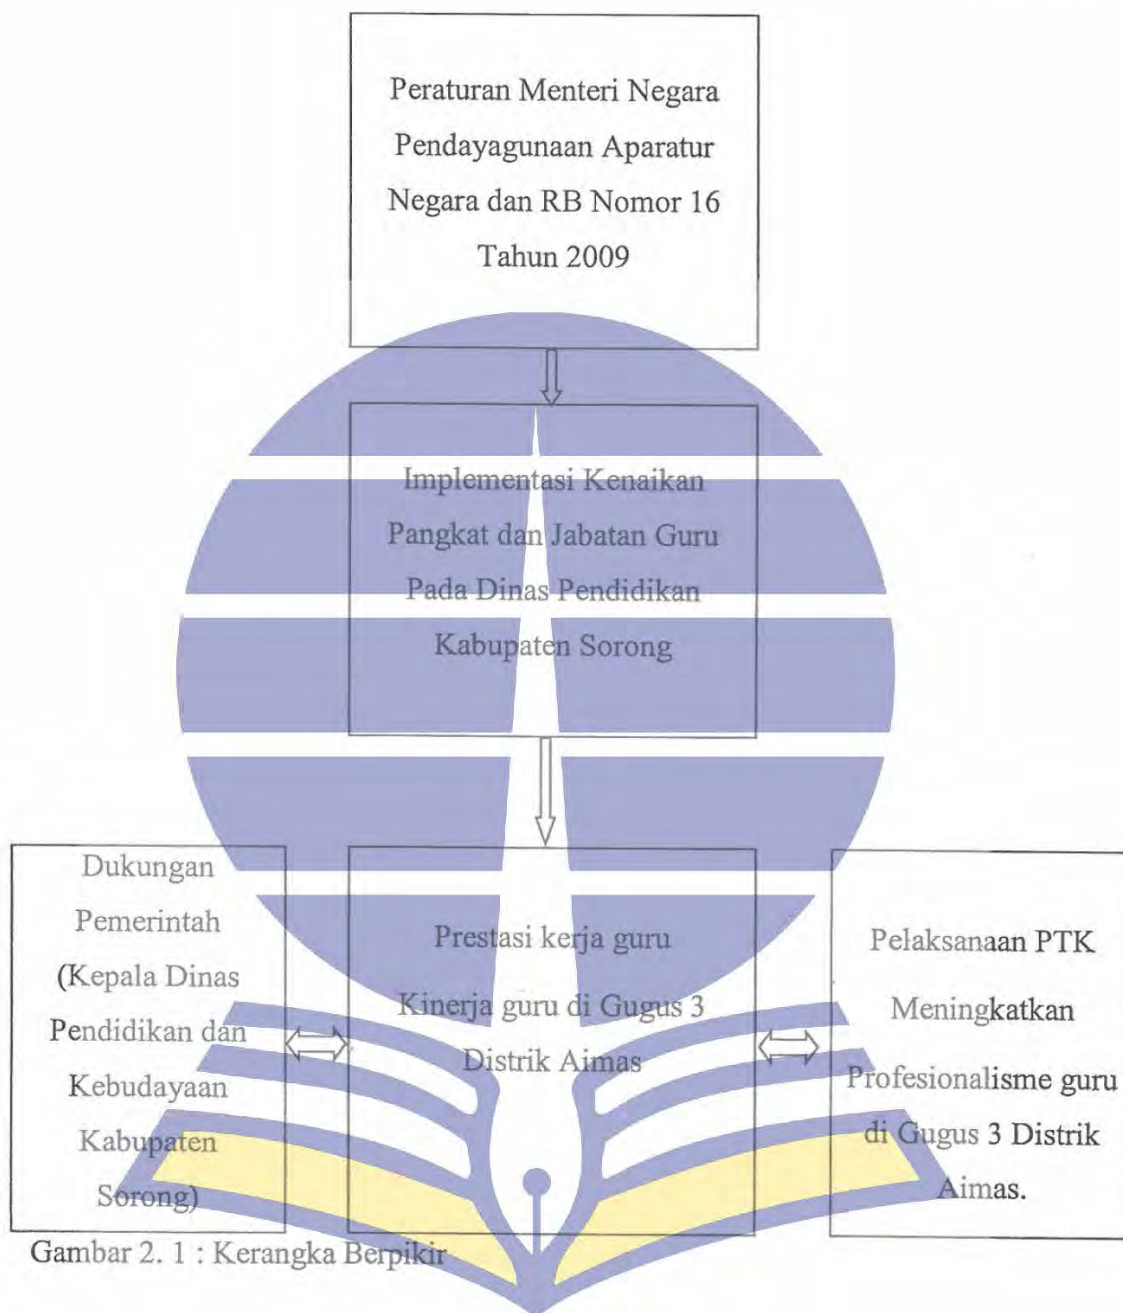 Peraturan Menteri Negara
Pendayagunaan Aparatur
Negara dan RB Nomor 16
Tahun 2009
Implementasi Kenaikan
Pangkat dan Jabatan Guru
Pada Dinas Pendidikan
Kabupaten Sorong
Dukungan
Pemerintah
(Kepala Dinas
Pendidikan dan
Kebudayaan
Kabupaten
Sorong)
Prestasi kerja guru
Kinerja guru di Gugus 3
Distrik Aimas
Pelaksanaan PTK
Meningkatkan
Profesionalisme guru
di Gugus 3 Distrik
Aimas.
Gambar 2. 1 : Kerangka Berpikir